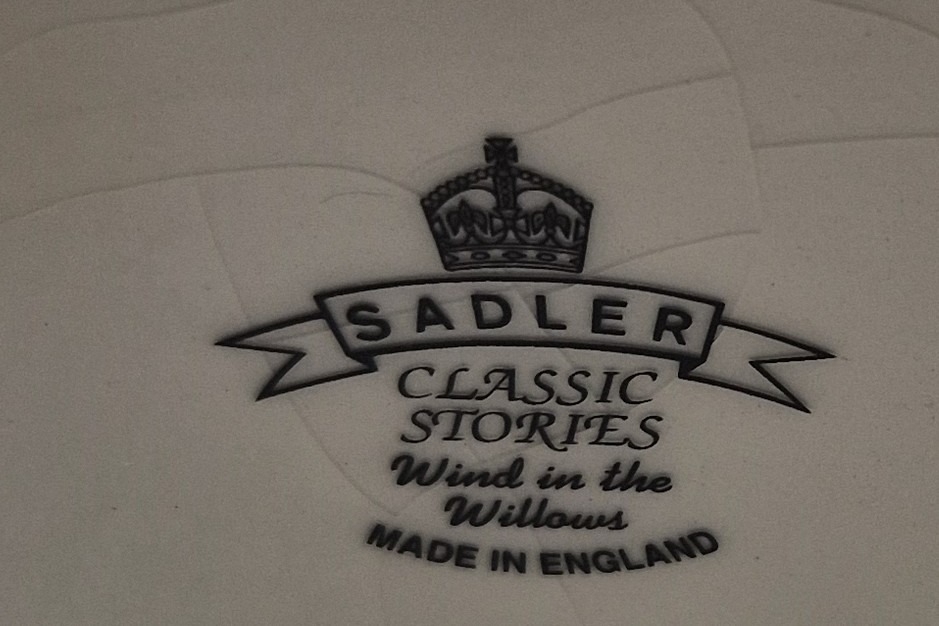 SADLER
CLASSIC
STORIES
Wind in the
Willows
MADE IN ENGLAND